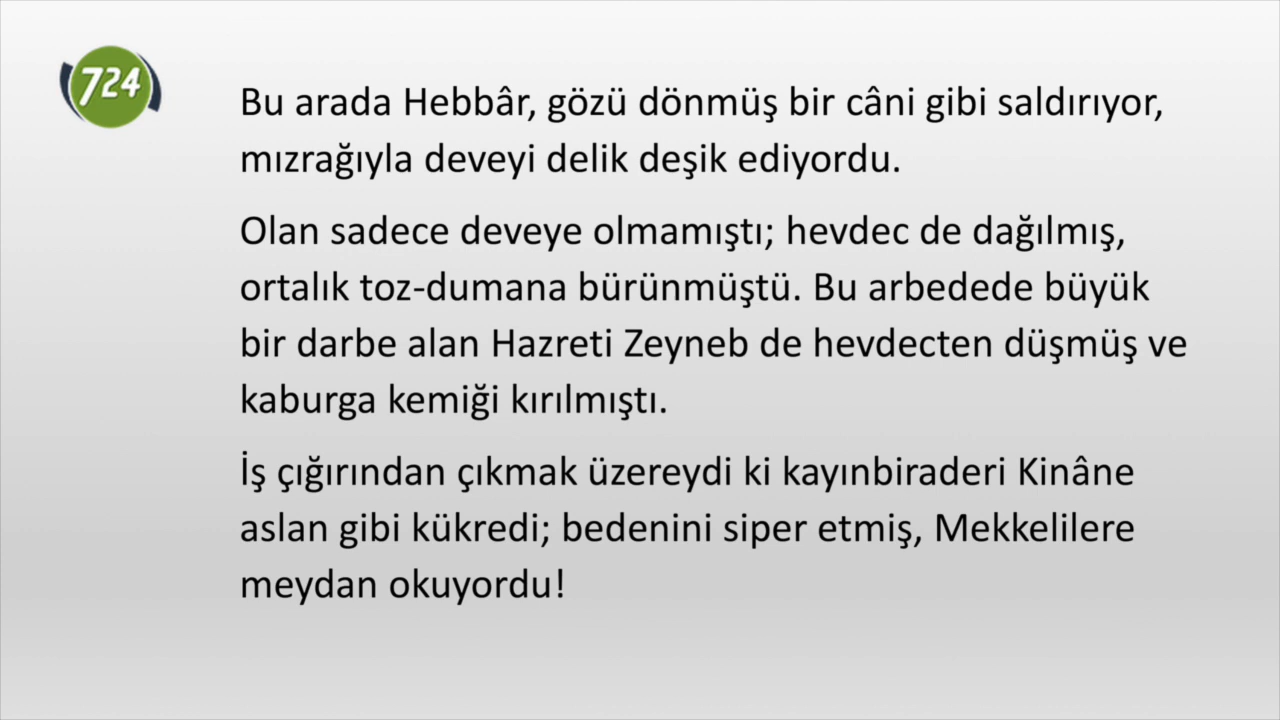 724
Bu arada Hebbâr, gözü dönmüş bir câni gibi saldırıyor,
mızrağıyla deveyi delik deşik ediyordu.
Olan sadece deveye olmamıştı; hevdec de dağılmış,
ortalık toz-dumana bürünmüştü. Bu arbedede büyük
bir darbe alan Hazreti Zeyneb de hevdecten düşmüş ve
kaburga kemiği kırılmıştı.
İş çığırından çıkmak üzereydi ki kayınbiraderi Kinâne
aslan gibi kükredi; bedenini siper etmiş, Mekkelilere
meydan okuyordu!